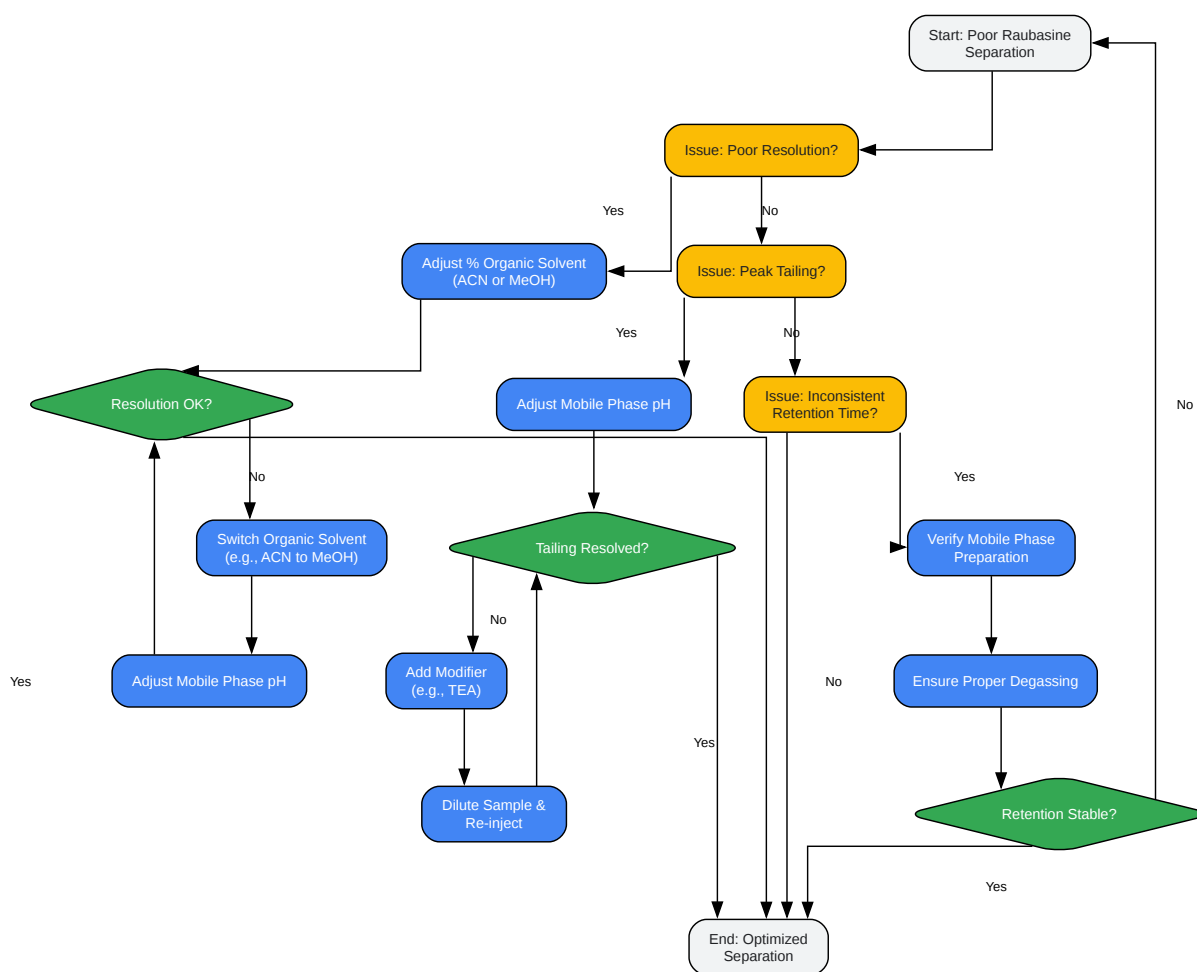 Start: Poor Raubasine
Separation
Issue: Poor Resolution?
Yes
No
Adjust % Organic Solvent
(ACN or MeOH)
Issue: Peak Tailing?
Yes
No
Resolution OK?
Adjust Mobile Phase pH
Issue: Inconsistent
Retention Time?
No
No
Yes
Switch Organic Solvent
(e.g., ACN to MeOH)
Tailing Resolved?
Verify Mobile Phase
Preparation
No
Yes
Adjust Mobile Phase pH
Add Modifier
(e.g., TEA)
No
Ensure Proper Degassing
Yes
Dilute Sample &
Re-inject
Retention Stable?
Yes
End: Optimized
Separation